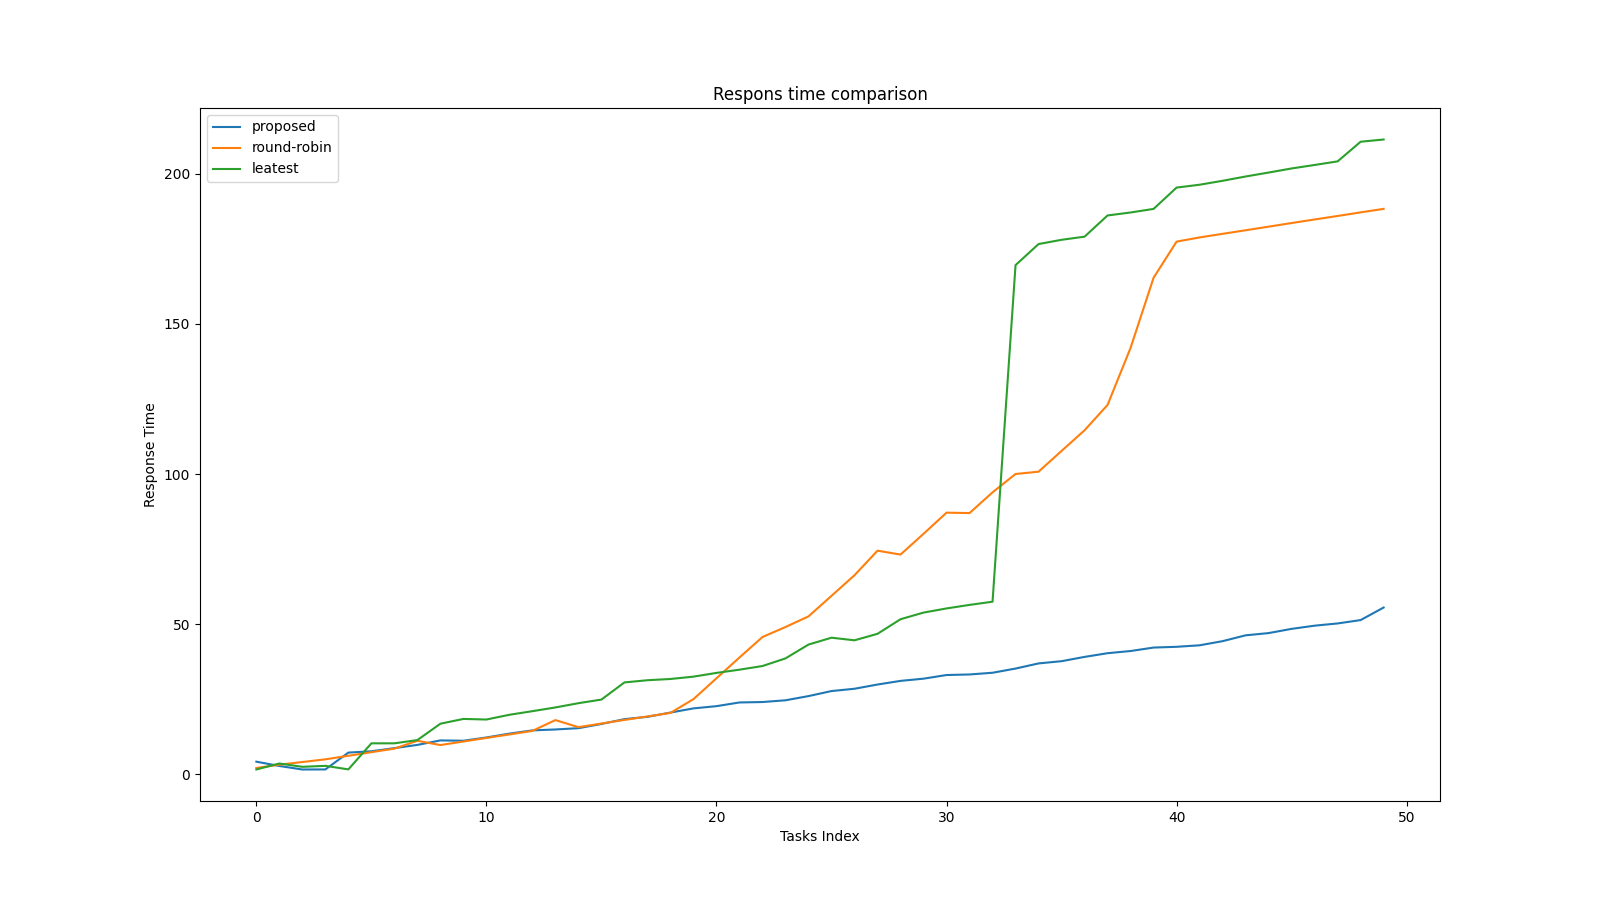 Respons time comparison
proposed
round-robin
leatest
200
150
100
50
0
Response Time
0 10 20 30 40 50
Tasks Index